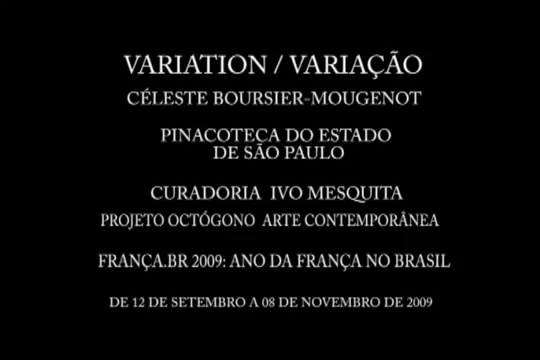 VARIATION / VARIAÇÃO
CÉLESTE BOURSIER-MOUGENOT
PINACOTECA DO ESTADO
DE SÃO PAULO
CURADORIA IVO MESQUITA
PROJETO OCTÓGONO ARTE CONTEMPORÂNEA
FRANÇA.BR 2009: ANO DA FRANÇA NO BRASIL
DE 12 DE SETEMBRO A 08 DE NOVEMBRO DE 2009